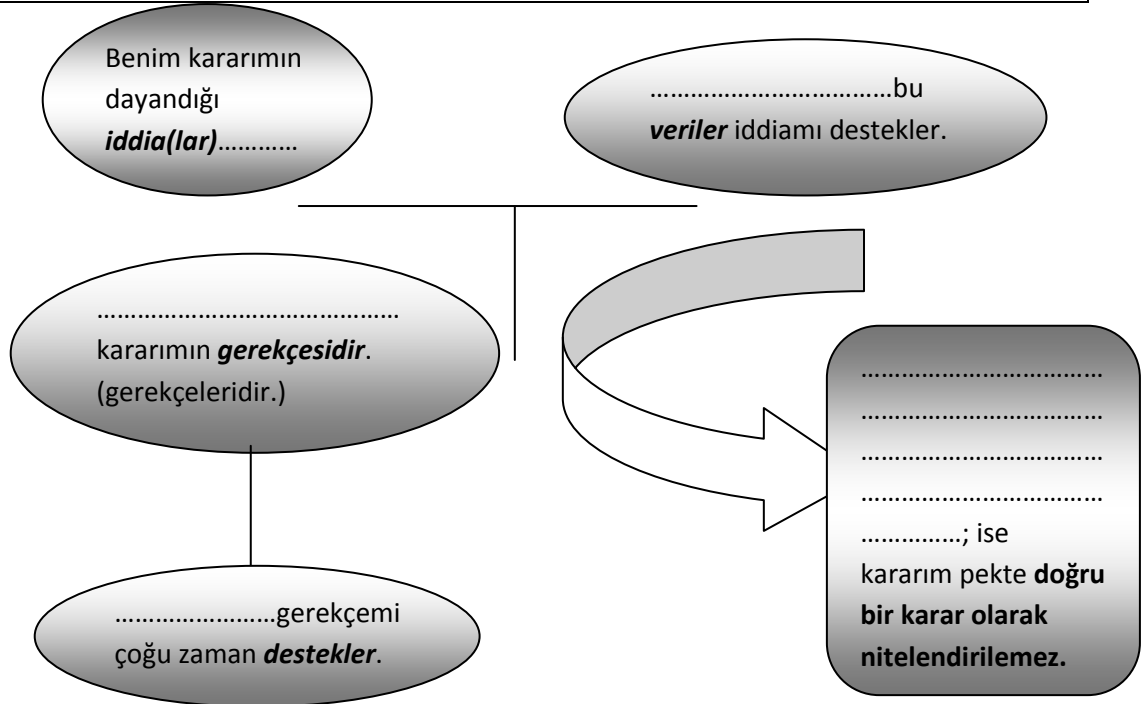 Benim kararımın
dayandığı
iddia(lar)…………
………………………………bu
veriler iddiamı destekler.
………………………………………
kararımın gerekçesidir.
(gerekçeleridir.)
……………………gerekçemi
çoğu zaman destekler.
………………………………
………………………………
………………………………
………………………………
……………; ise
kararım pekte doğru
bir karar olarak
nitelendirilemez.